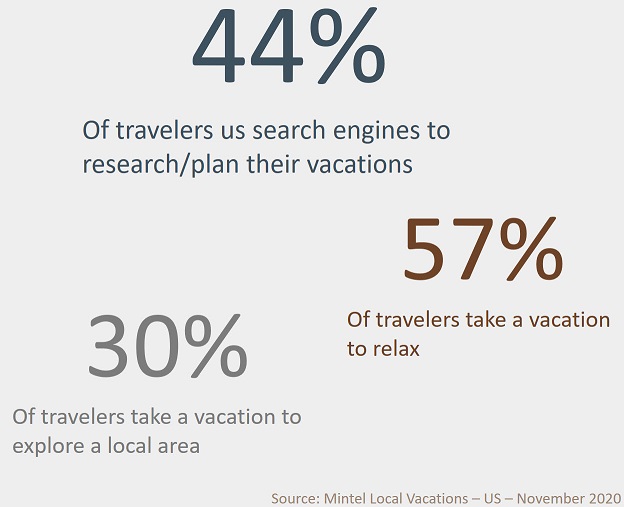 44%
Of travelers us search engines to
research/plan their vacations
57%
Of travelers take a vacation
to relax
30%
Of travelers take a vacation to
explore a local area
Source: Mintel Local Vacations – US – November 2020